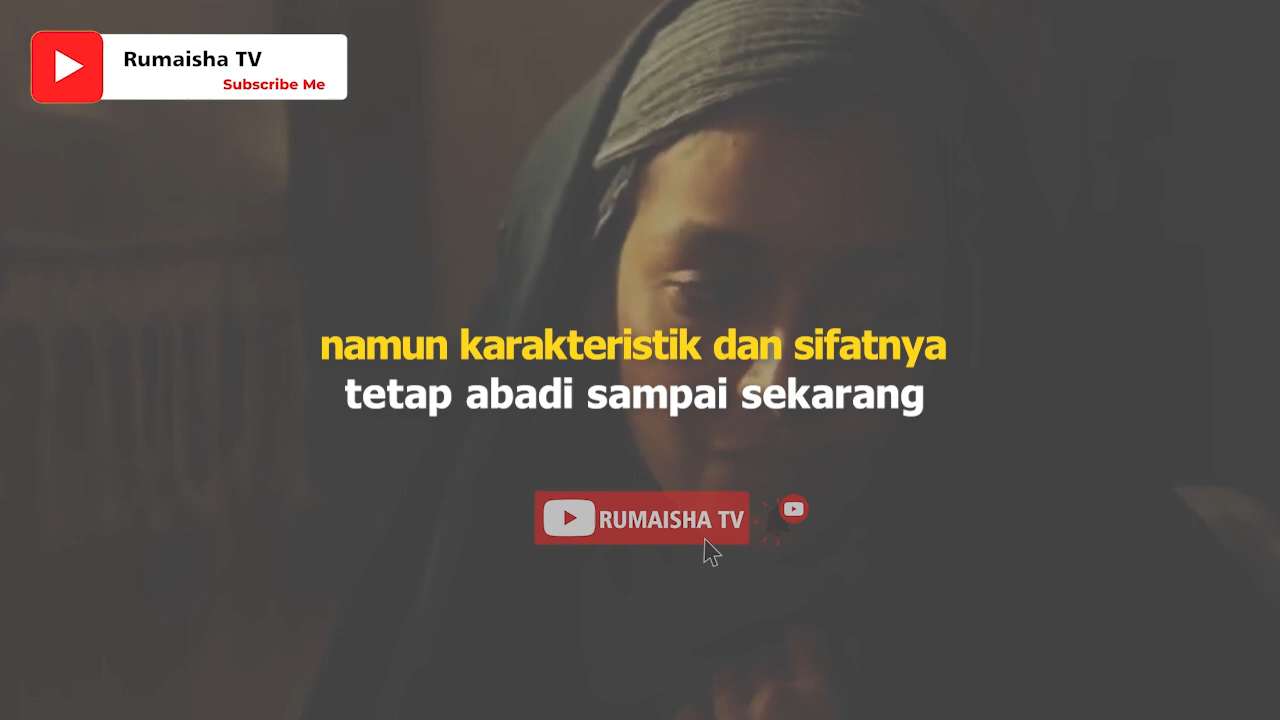 Rumaisha TV
Subscribe Me
namun karakteristik dan sifatnya
tetap abadi sampai sekarang
RUMAISHA TV